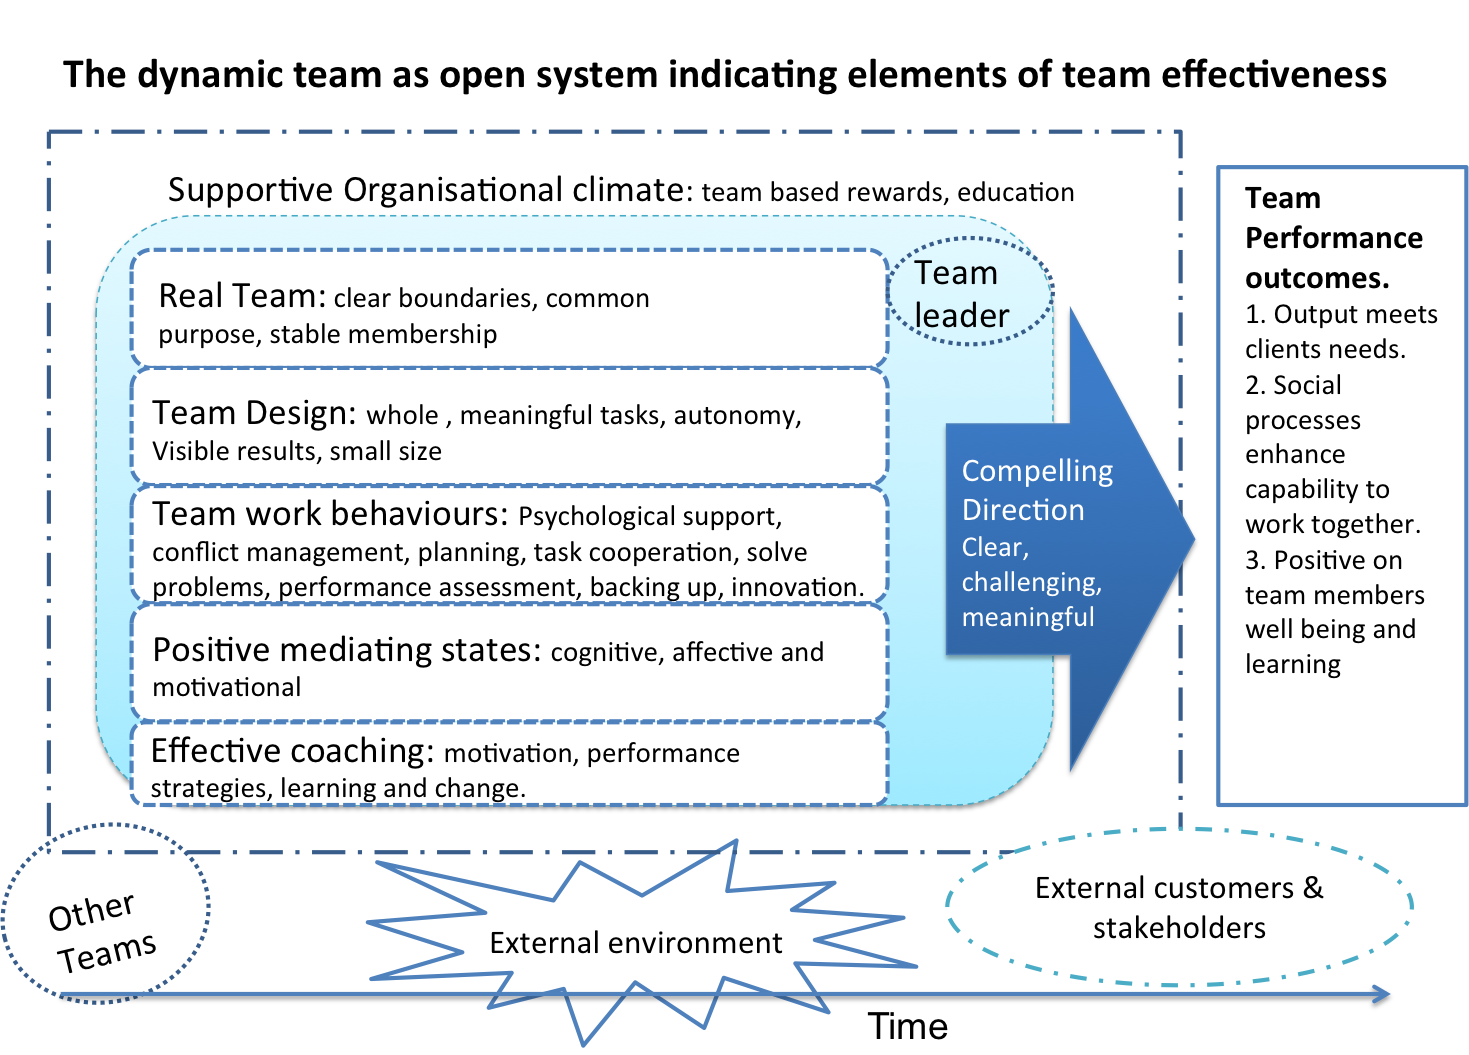 The dynamic team as open system indicating elements of team effectiveness
Supportive Organisational climate: team based rewards, education
Real Team: clear boundaries, common
purpose, stable membership
Team Design: whole , meaningful tasks, autonomy,
Visible results, small size
Team work behaviours: Psychological support,
conflict management, planning, task cooperation, solve
problems, performance assessment, backing up, innovation.
Positive mediating states: cognitive, affective and
motivational
Effective coaching: motivation, performance
strategies, learning and change.
Team
leader
Compelling
Direction
Clear,
challenging,
meaningful
Team
Performance
outcomes.
1. Output meets
clients needs.
2. Social
processes
enhance
capability to
work together.
3. Positive on
team members
well being and
learning
Other
Teams
External environment
External customers &
stakeholders
Time